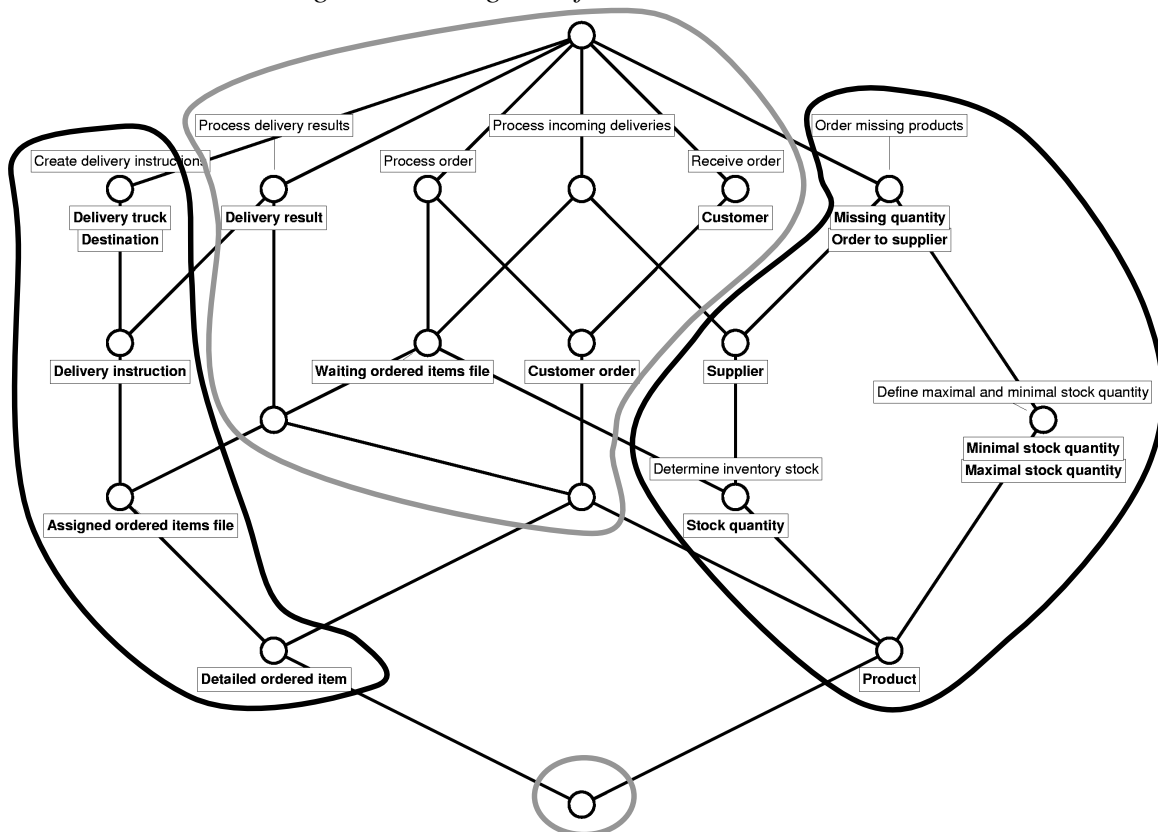 Process delivery results
Process incoming deliveries
Order missing products
Create delivery instructions
Process order
Receive order
Delivery truck
Delivery result
Customer
Missing quantity
Destination
Order to supplier
Delivery instruction
Waiting ordered items file
Customer order
Supplier
Define maximal and minimal stock quantity
Minimal stock quantity
Determine inventory stock
Maximal stock quantity
Assigned ordered items file
Stock quantity
Detailed ordered item
Product